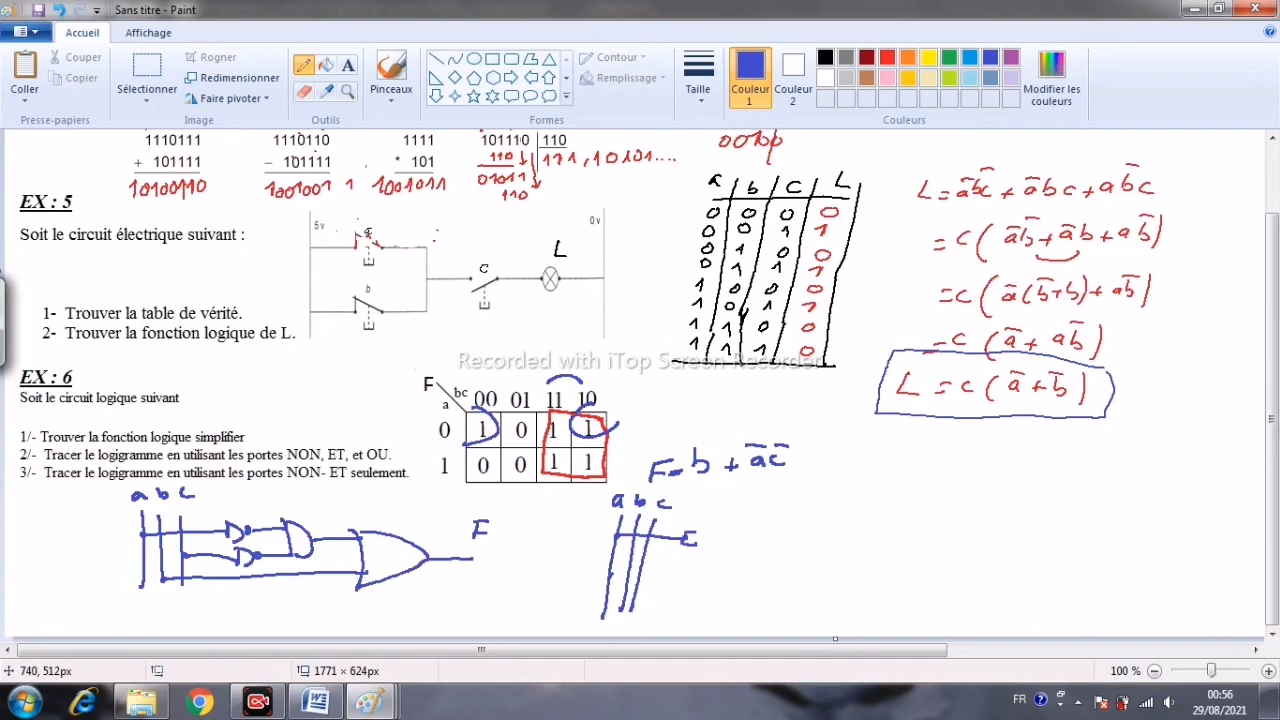 Sans titre - Paint
Accueil Affichage
Coller
Couper
Copier
Presse-papiers
Sélectionner
Rogner
Redimensionner
Faire pivoter
Image
A
Outils
Pinceaux
Contour
Remplissage
Formes
Taille
Couleur 1
Couleur 2
Modifier les couleurs
Couleurs
1110111 1110110 1111 101110 110
+ 101111 - 101111 * 101 110 111,10101....
10100110 1001001 01011
110
EX : 5
Soit le circuit électrique suivant :
5v a 0v
b C L
1- Trouver la table de vérité.
2- Trouver la fonction logique de L.
a b C L
0 0 0 0
0 0 1 1
0 1 0 0
0 1 1 1
1 0 0 0
1 0 1 1
1 1 0 0
1 1 1 0
L = a̅b̅c + a̅bc + ab̅c
= C ( a̅b̅ + a̅b + ab̅ )
= C ( a̅(b̅+b) + ab̅ )
= C ( a̅ + ab̅ )
L = C ( a̅ + b̅ )
Recorded with iTop Screen Recorder
EX : 6
Soit le circuit logique suivant
1/- Trouver la fonction logique simplifier
2/- Tracer le logigramme en utilisant les portes NON, ET, et OU.
3/- Tracer le logigramme en utilisant les portes NON- ET seulement.
F
a bc 00 01 11 10
0 1 0 1 1
1 0 0 1 1
F = b + a̅c̅
a b c
F
a b c
740, 512px
1771 × 624px
100 %
FR
00:56
29/08/2021